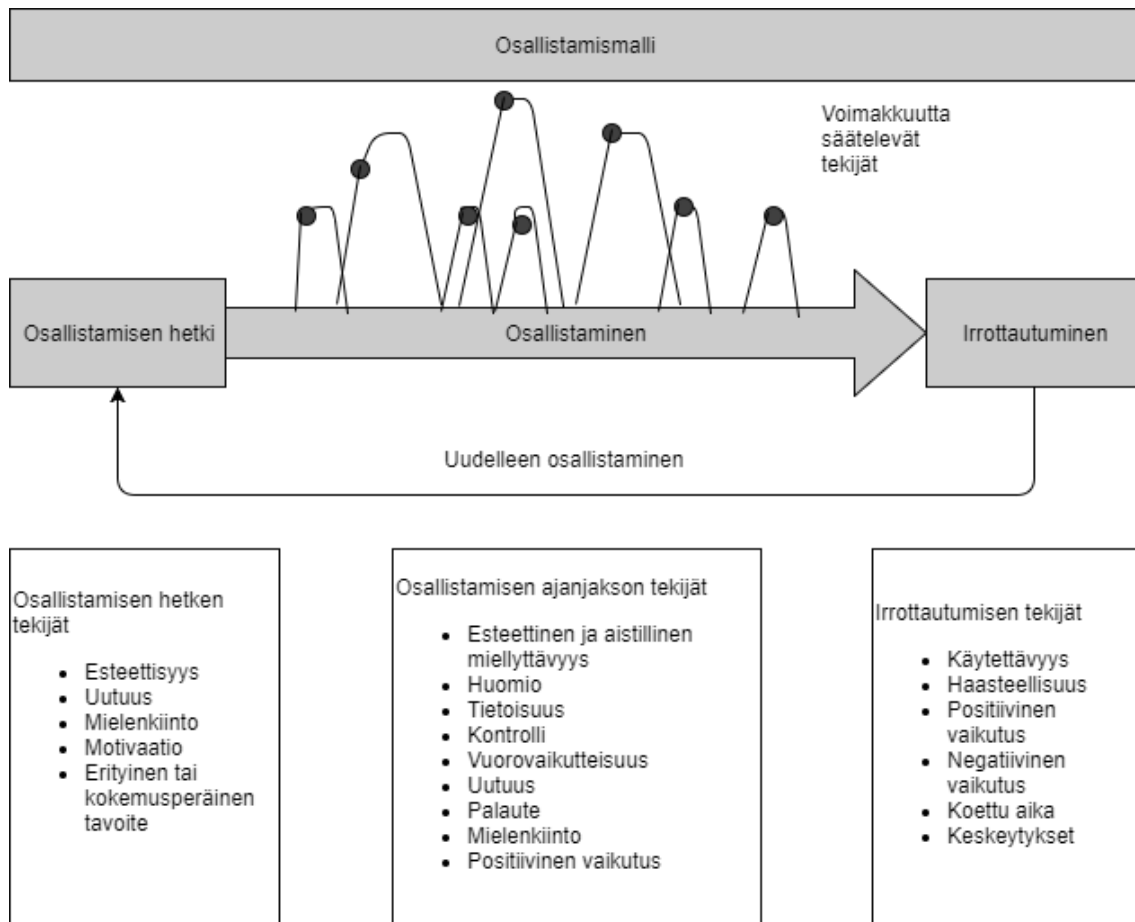 Osallistamismalli
Voimakkuutta
säätelevät
tekijät
Osallistamisen hetki
Osallistaminen
Irrottautuminen
Uudelleen osallistaminen
Osallistamisen hetken
tekijät
• Esteettisyys
• Uutuus
• Mielenkiinto
• Motivaatio
• Erityinen tai
kokemusperäinen
tavoite
Osallistamisen ajanjakson tekijät
• Esteettinen ja aistillinen
miellyttävyys
• Huomio
• Tietoisuus
• Kontrolli
• Vuorovaikutteisuus
• Uutuus
• Palaute
• Mielenkiinto
• Positiivinen vaikutus
Irrottautumisen tekijät
• Käytettävyys
• Haasteellisuus
• Positiivinen
vaikutus
• Negatiivinen
vaikutus
• Koettu aika
• Keskeytykset